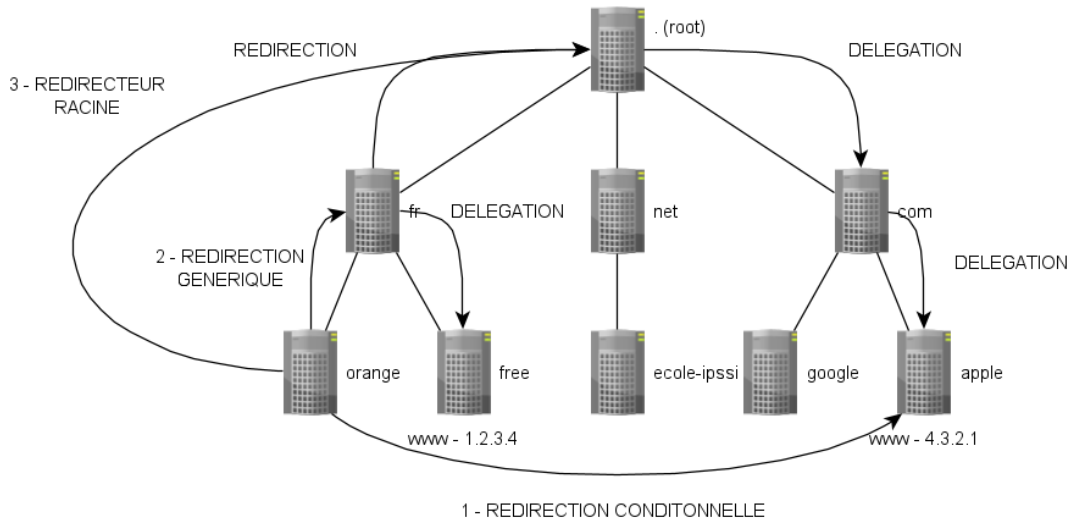 . (root)
REDIRECTION
DELEGATION
3 - REDIRECTEUR
RACINE
fr
DELEGATION
net
com
2 - REDIRECTION
GENERIQUE
DELEGATION
orange
free
ecole-ipssi
google
apple
www - 1.2.3.4
www - 4.3.2.1
1 - REDIRECTION CONDITONNELLE